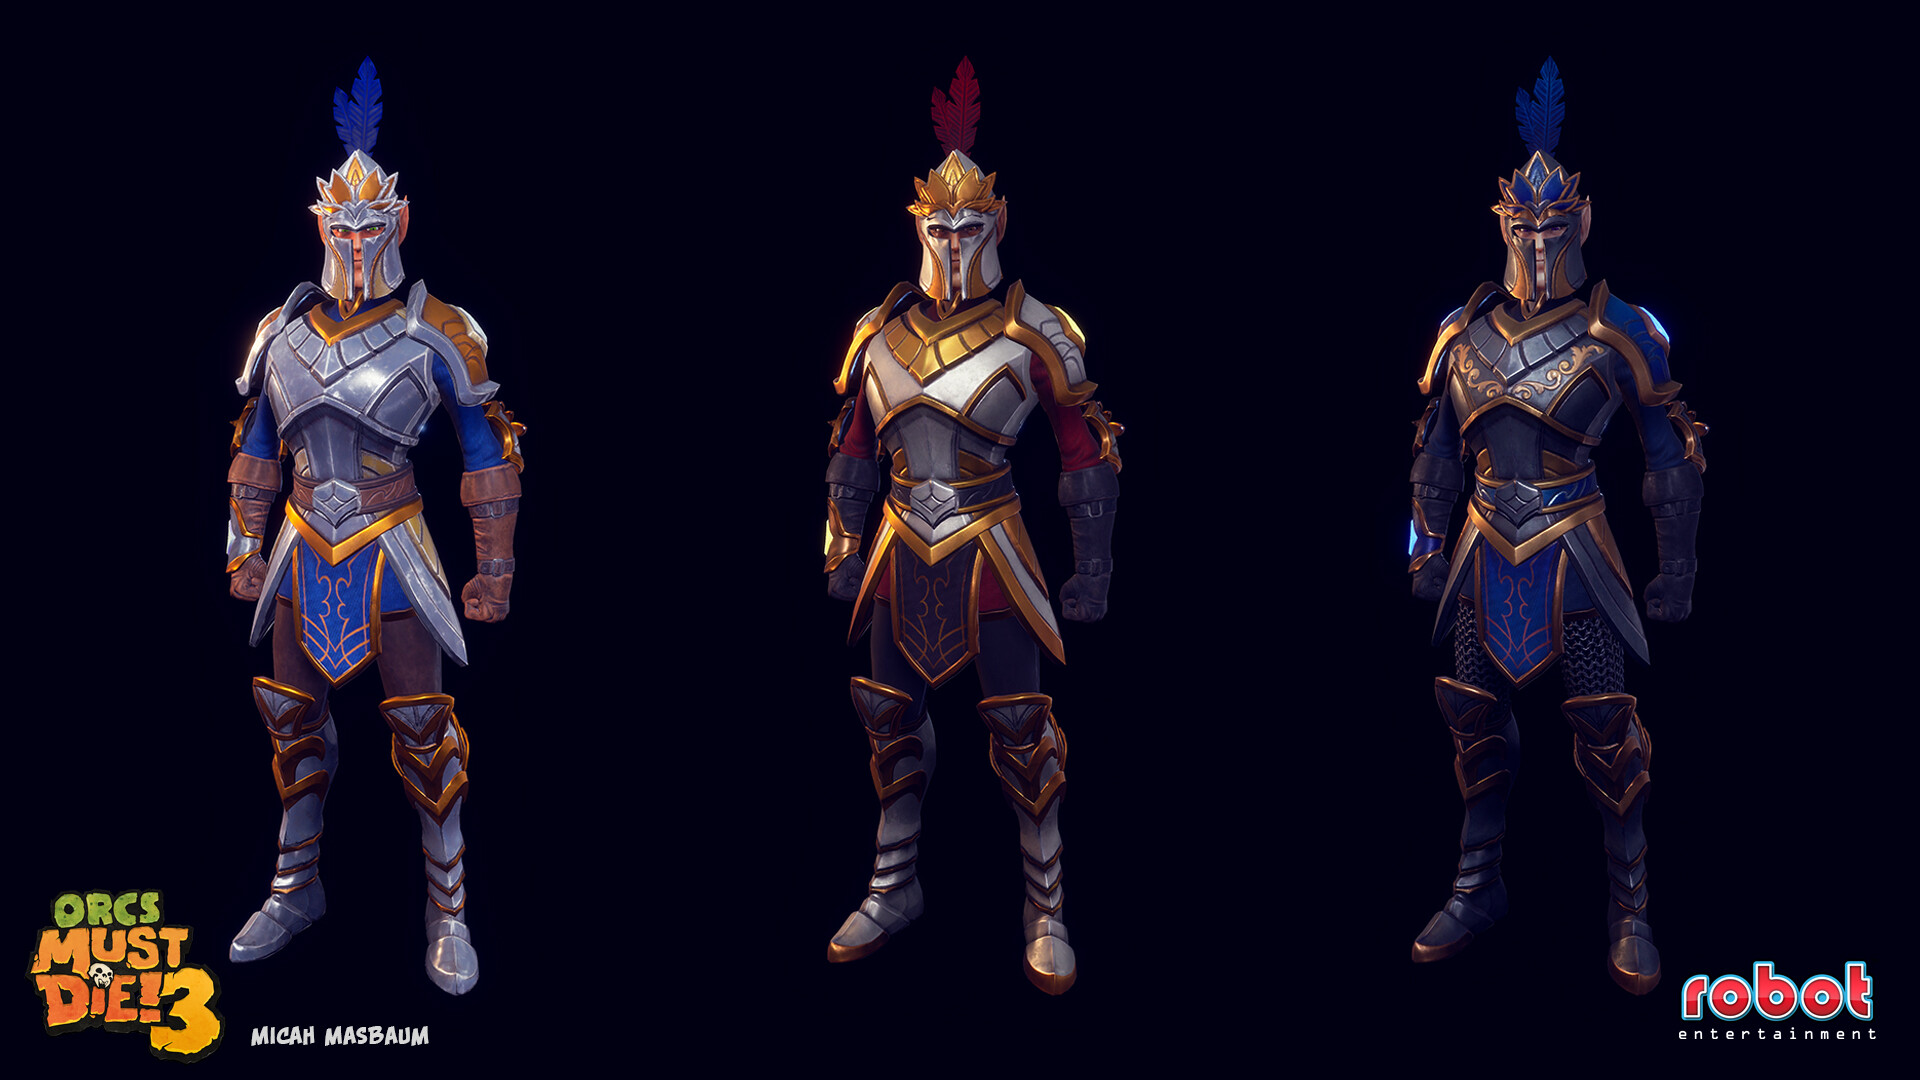 ORCS
MUST
DIE! 3
MICAH MASBAUM
robot
entertainment